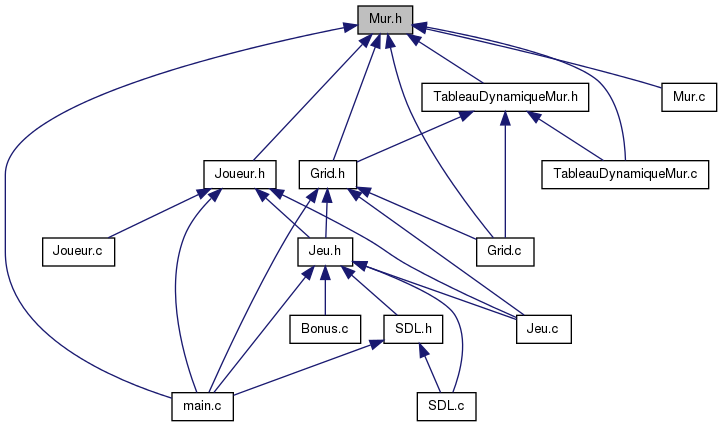 Mur.h
TableauDynamiqueMur.h
Mur.c
Joueur.h
Grid.h
TableauDynamiqueMur.c
Joueur.c
Jeu.h
Grid.c
Bonus.c
SDL.h
Jeu.c
main.c
SDL.c